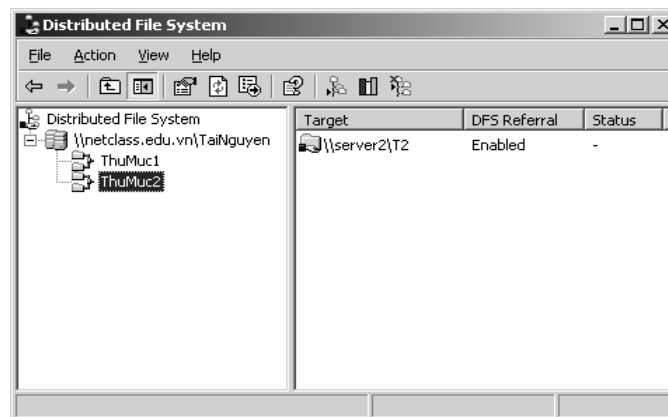 Distributed File System
File Action View Help
Distributed File System
\\netclass.edu.vn\TaiNguyen
ThuMuc1
ThuMuc2
Target DFS Referral Status
\\server2\T2 Enabled -